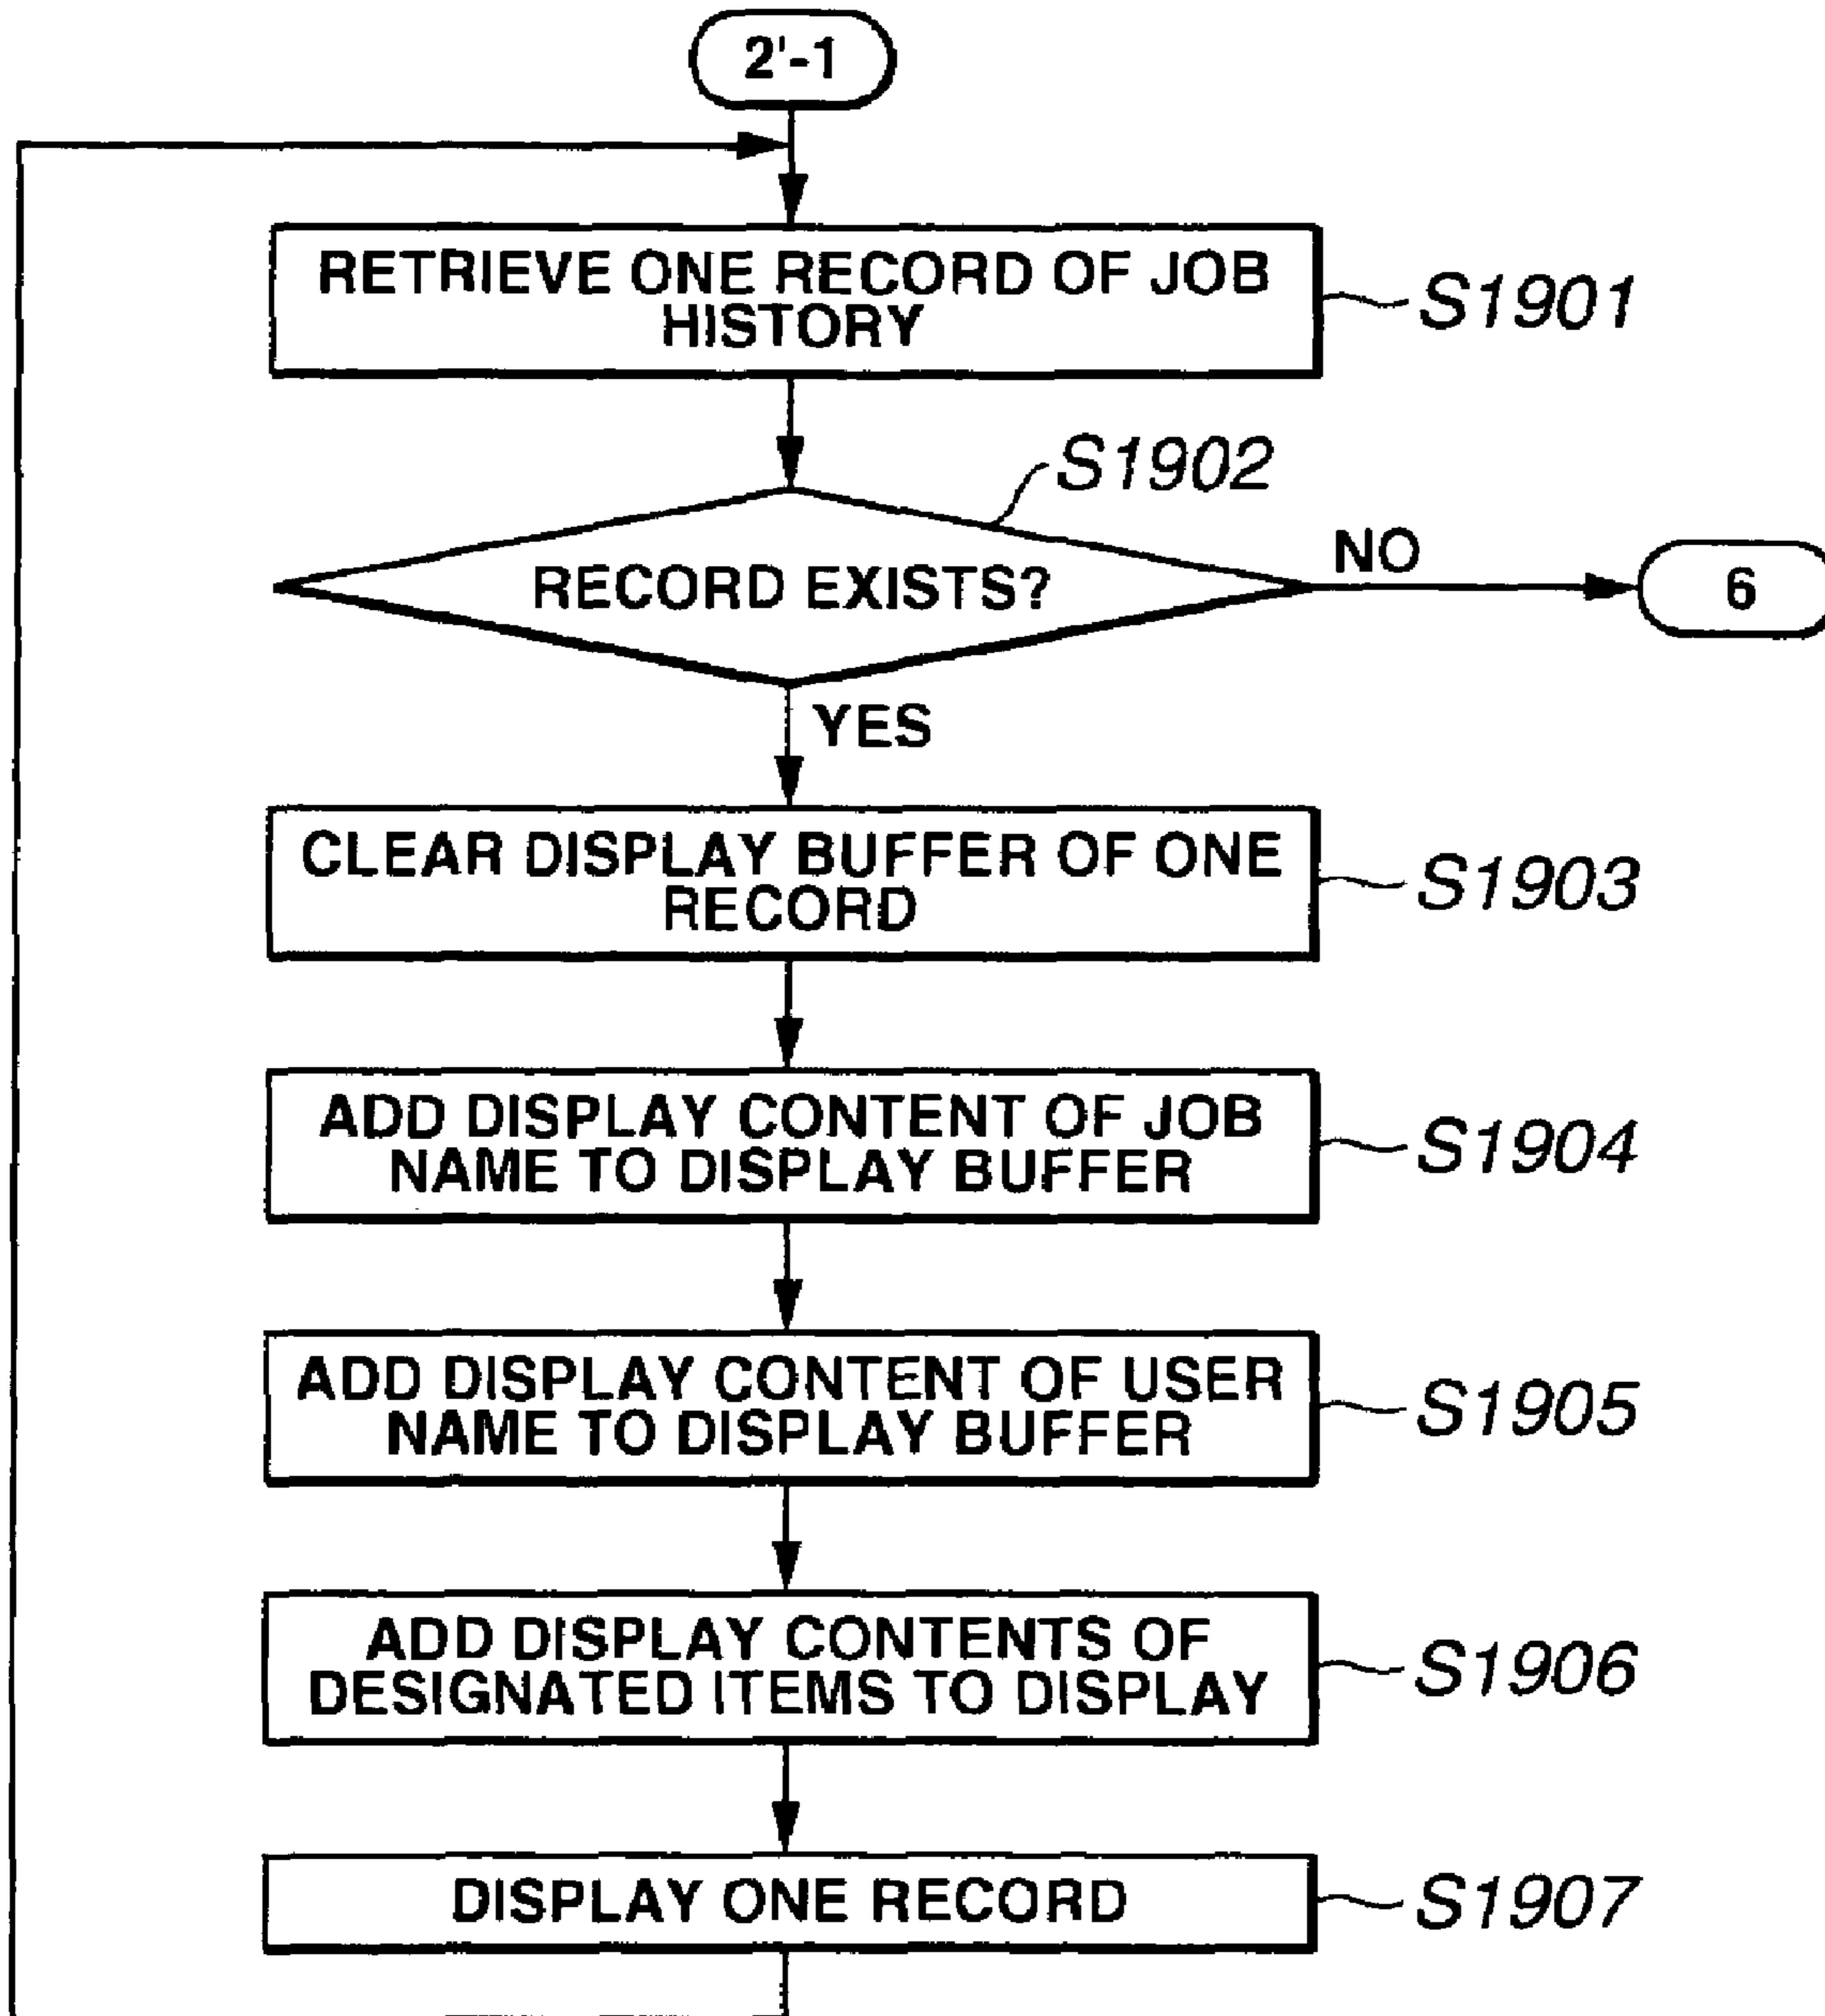 2'-1
RETRIEVE ONE RECORD OF JOB
HISTORY
S1901
S1902
RECORD EXISTS?
NO
6
YES
CLEAR DISPLAY BUFFER OF ONE
RECORD
S1903
ADD DISPLAY CONTENT OF JOB
NAME TO DISPLAY BUFFER
S1904
ADD DISPLAY CONTENT OF USER
NAME TO DISPLAY BUFFER
S1905
ADD DISPLAY CONTENTS OF
DESIGNATED ITEMS TO DISPLAY
S1906
DISPLAY ONE RECORD
S1907